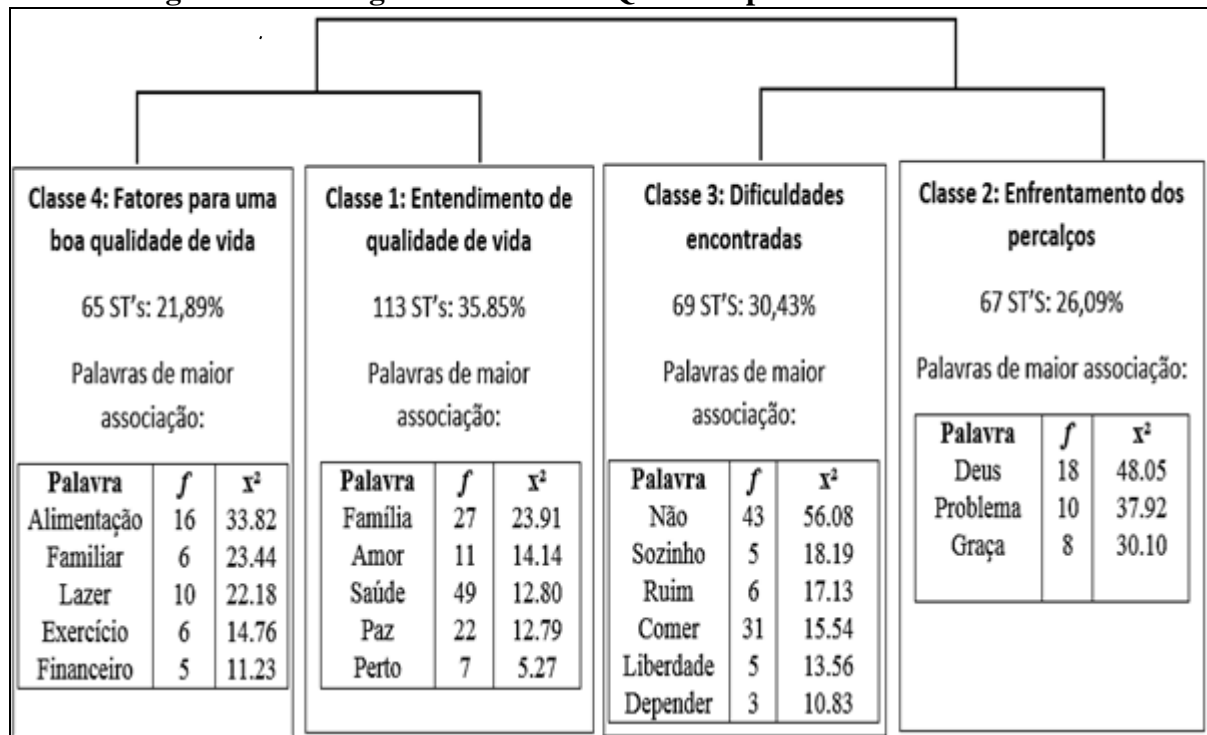 Classe 4: Fatores para uma
boa qualidade de vida
65 ST's: 21,89%
Palavras de maior
associação:
Palavra f x²
Alimentação 16 33.82
Familiar 6 23.44
Lazer 10 22.18
Exercício 6 14.76
Financeiro 5 11.23
Classe 1: Entendimento de
qualidade de vida
113 ST's: 35.85%
Palavras de maior
associação:
Palavra f x²
Família 27 23.91
Amor 11 14.14
Saúde 49 12.80
Paz 22 12.79
Perto 7 5.27
Classe 3: Dificuldades
encontradas
69 ST'S: 30,43%
Palavras de maior
associação:
Palavra f x²
Não 43 56.08
Sozinho 5 18.19
Ruim 6 17.13
Comer 31 15.54
Liberdade 5 13.56
Depender 3 10.83
Classe 2: Enfrentamento dos
percalços
67 ST'S: 26,09%
Palavras de maior associação:
Palavra f x²
Deus 18 48.05
Problema 10 37.92
Graça 8 30.10